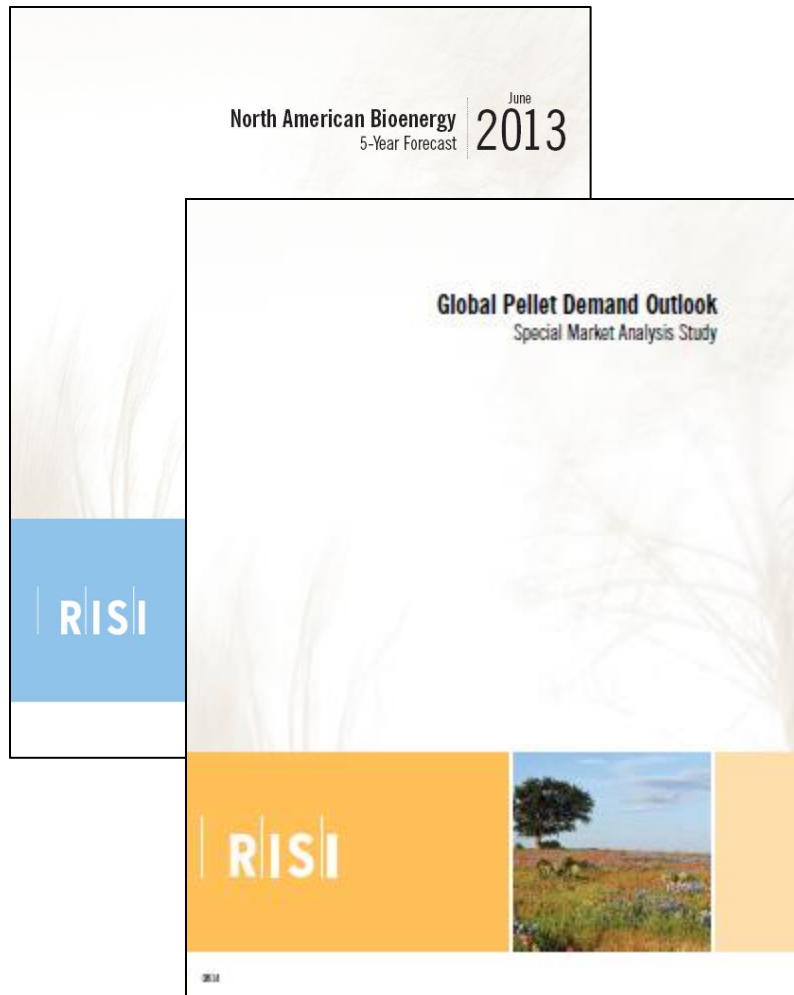 June
North American Bioenergy
2013
5-Year Forecast
Global Pellet Demand Outlook
Special Market Analysis Study
RISI
RISI